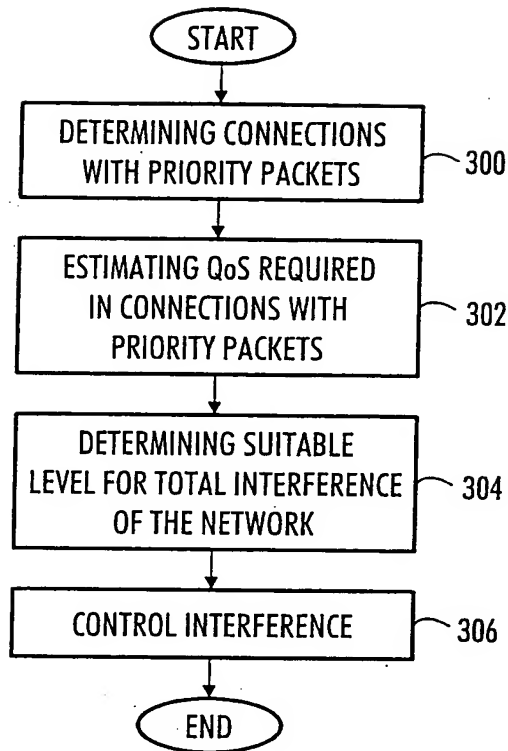 START
DETERMINING CONNECTIONS
WITH PRIORITY PACKETS
300
ESTIMATING QoS REQUIRED
IN CONNECTIONS WITH
PRIORITY PACKETS
302
DETERMINING SUITABLE
LEVEL FOR TOTAL INTERFERENCE
OF THE NETWORK
304
CONTROL INTERFERENCE
306
END